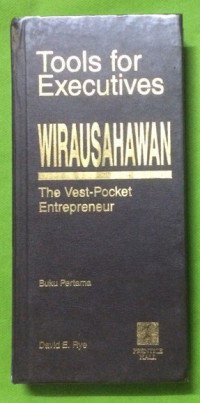 Tools for
Executives
WIRAUSAHAWAN
The Vest-Pocket
Entrepreneur
Buku Pertama
David E. Rye
PRENTICE
HALL